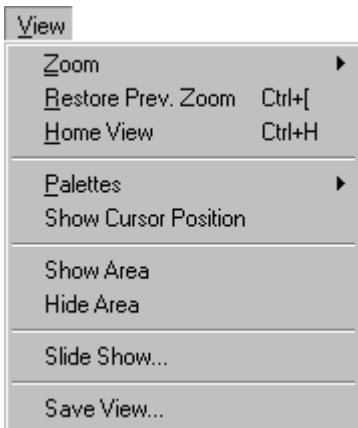 View
Zoom
Restore Prev. Zoom Ctrl+[
Home View Ctrl+H
Palettes
Show Cursor Position
Show Area
Hide Area
Slide Show...
Save View...